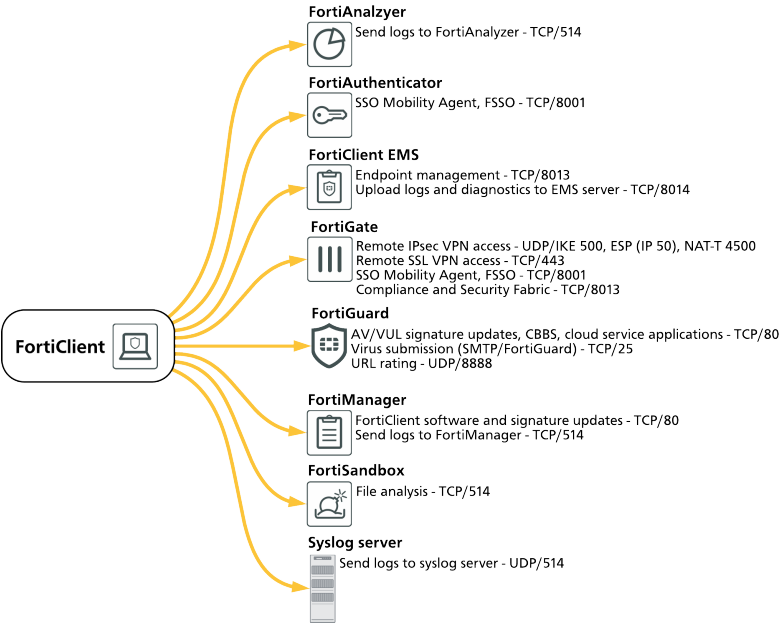 FortiAnalzyer
Send logs to FortiAnalyzer - TCP/514
FortiAuthenticator
SSO Mobility Agent, FSSO - TCP/8001
FortiClient EMS
Endpoint management - TCP/8013
Upload logs and diagnostics to EMS server - TCP/8014
FortiGate
Remote IPsec VPN access - UDP/IKE 500, ESP (IP 50), NAT-T 4500
Remote SSL VPN access - TCP/443
SSO Mobility Agent, FSSO - TCP/8001
Compliance and Security Fabric - TCP/8013
FortiClient
FortiGuard
AV/VUL signature updates, CBBS, cloud service applications - TCP/80
Virus submission (SMTP/FortiGuard) - TCP/25
URL rating - UDP/8888
FortiManager
FortiClient software and signature updates - TCP/80
Send logs to FortiManager - TCP/514
FortiSandbox
File analysis - TCP/514
Syslog server
Send logs to syslog server - UDP/514